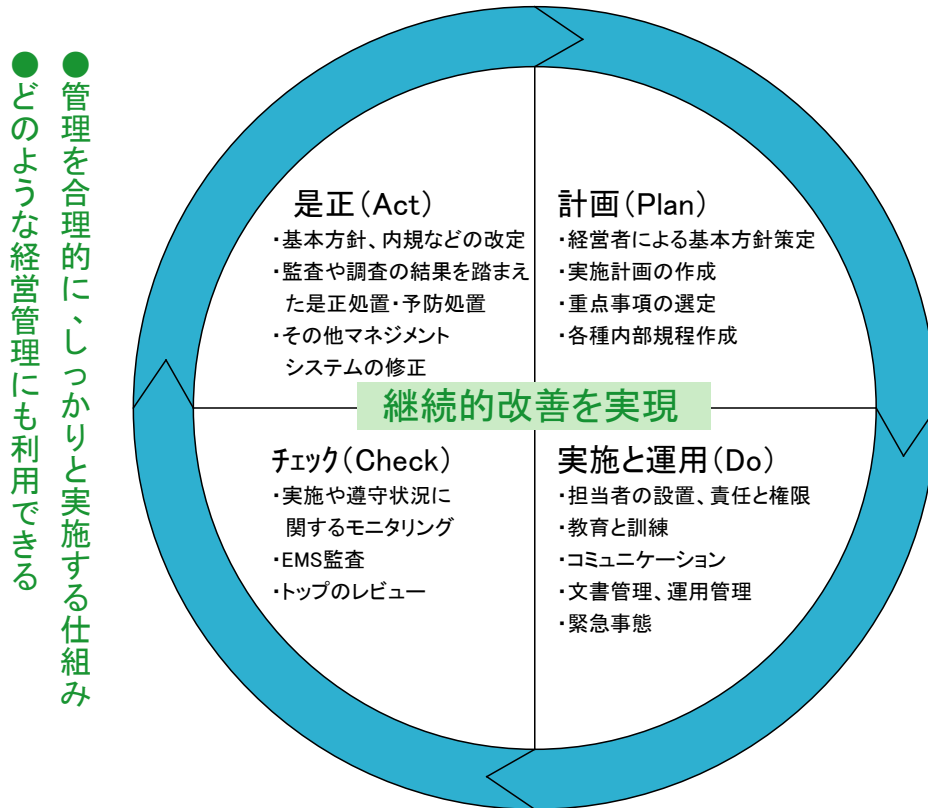 ●管理を合理的に、しっかりと実施する仕組み
●どのような経営管理にも利用できる
是正(Act)
・基本方針、内規などの改定
・監査や調査の結果を踏まえ
た是正処置・予防処置
・その他マネジメント
システムの修正
計画(Plan)
・経営者による基本方針策定
・実施計画の作成
・重点事項の選定
・各種内部規程作成
継続的改善を実現
チェック(Check)
・実施や遵守状況に
関するモニタリング
・EMS監査
・トップのレビュー
実施と運用(Do)
・担当者の設置、責任と権限
・教育と訓練
・コミュニケーション
・文書管理、運用管理
・緊急事態